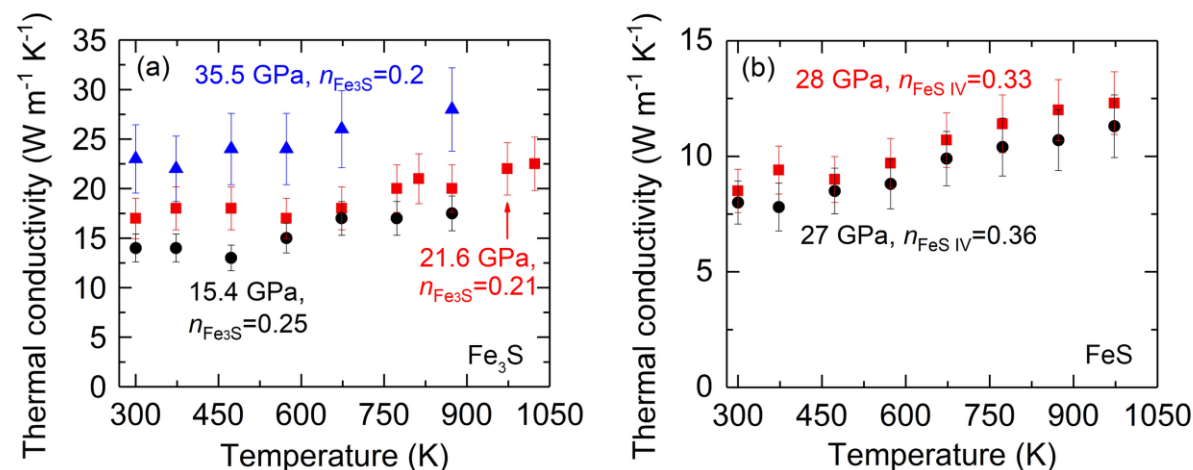 Thermal conductivity (W m⁻¹ K⁻¹)
35
30
25
20
15
10
5
0
(a)
35.5 GPa, nFe₃S=0.2
21.6 GPa,
nFe₃S=0.21
15.4 GPa,
nFe₃S=0.25
Fe₃S
300 450 600 750 900 1050
Temperature (K)
Thermal conductivity (W m⁻¹ K⁻¹)
15
10
5
0
(b)
28 GPa, nFeS IV=0.33
27 GPa, nFeS IV=0.36
FeS
300 450 600 750 900 1050
Temperature (K)